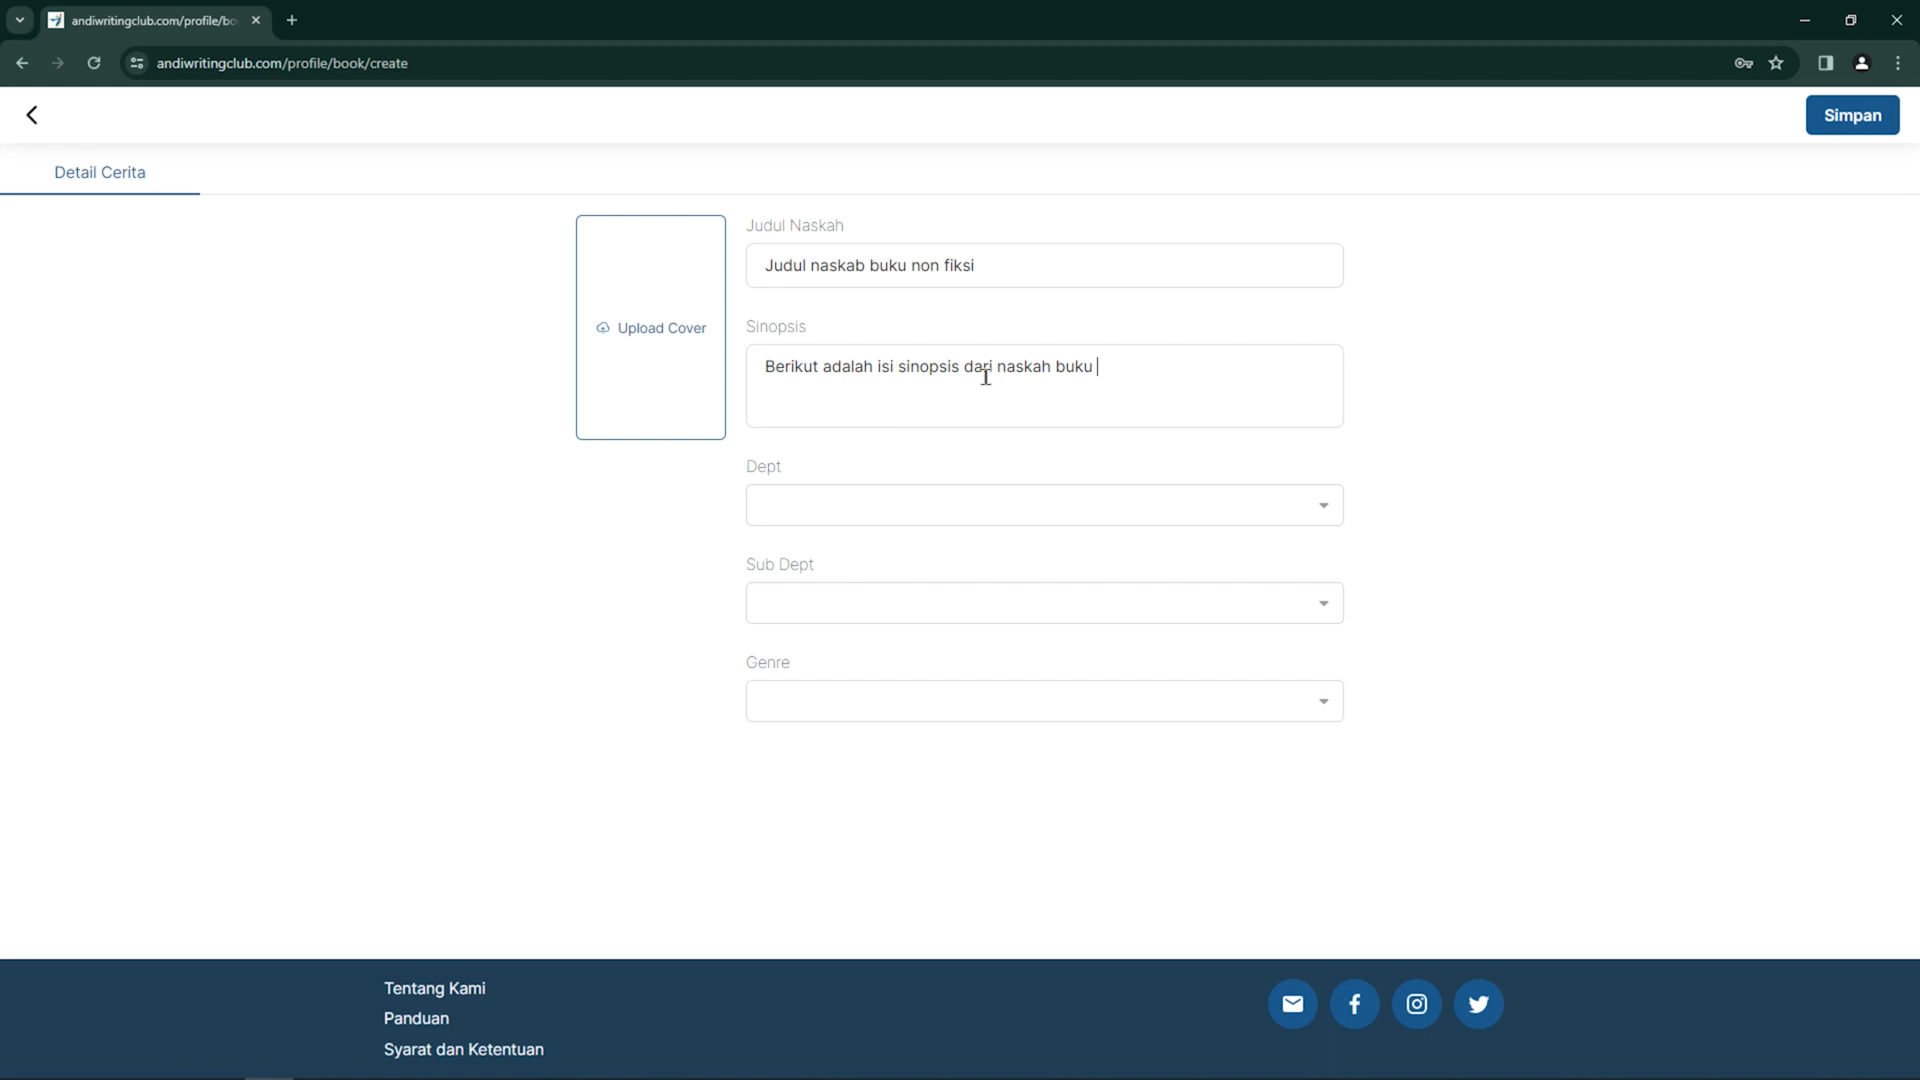 andiwritingclub.com/profile/bo
andiwritingclub.com/profile/book/create
Simpan
Detail Cerita
Upload Cover
Judul Naskah
Judul naskab buku non fiksi
Sinopsis
Berikut adalah isi sinopsis dari naskah buku
Dept
Sub Dept
Genre
Tentang Kami
Panduan
Syarat dan Ketentuan